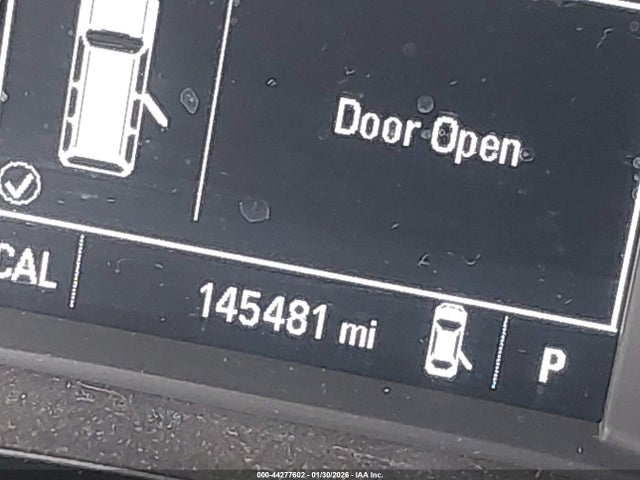 Door Open
CAL
145481 mi
P
000-44277602 - 01/30/2026 - IAA Inc.